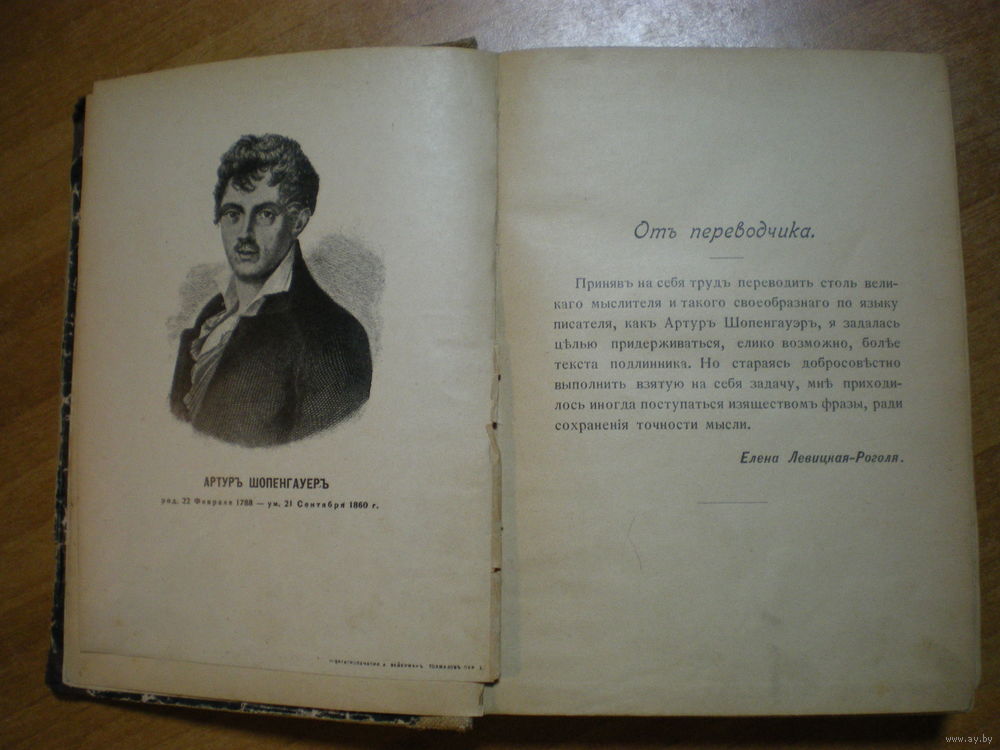 АРТУРЪ ШОПЕНГАУЕРЪ
род. 22 Февраля 1788 — ум. 21 Сентября 1860 г.
Отъ переводчика.
Принявъ на себя трудъ переводить столь вели-
каго мыслителя и такого своеобразнаго по языку
писателя, какъ Артуръ Шопенгауэръ, я задалась
цѣлью придерживаться, елико возможно, болѣе
текста подлинника. Но стараясь добросовѣстно
выполнить взятую на себя задачу, мнѣ приходи-
лось иногда поступаться изяществомъ фразы, ради
сохраненія точности мысли.
Елена Левицкая-Роголя.
www.ay.by